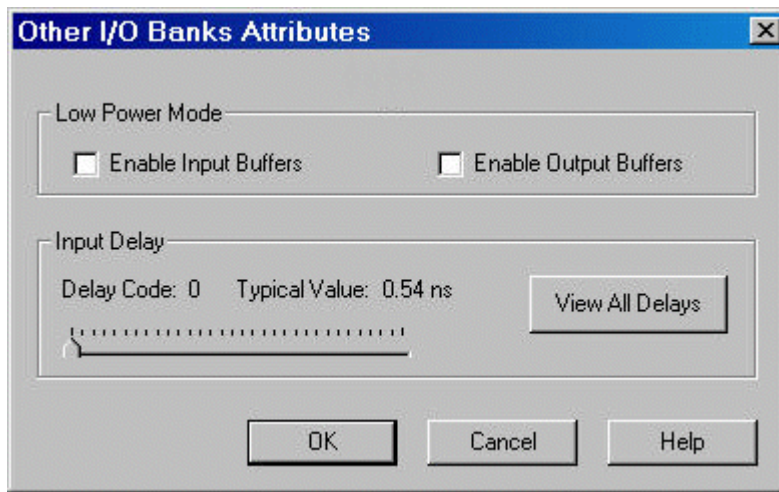 Other I/O Banks Attributes
Low Power Mode
Enable Input Buffers Enable Output Buffers
Input Delay
Delay Code: 0 Typical Value: 0.54 ns
View All Delays
OK Cancel Help